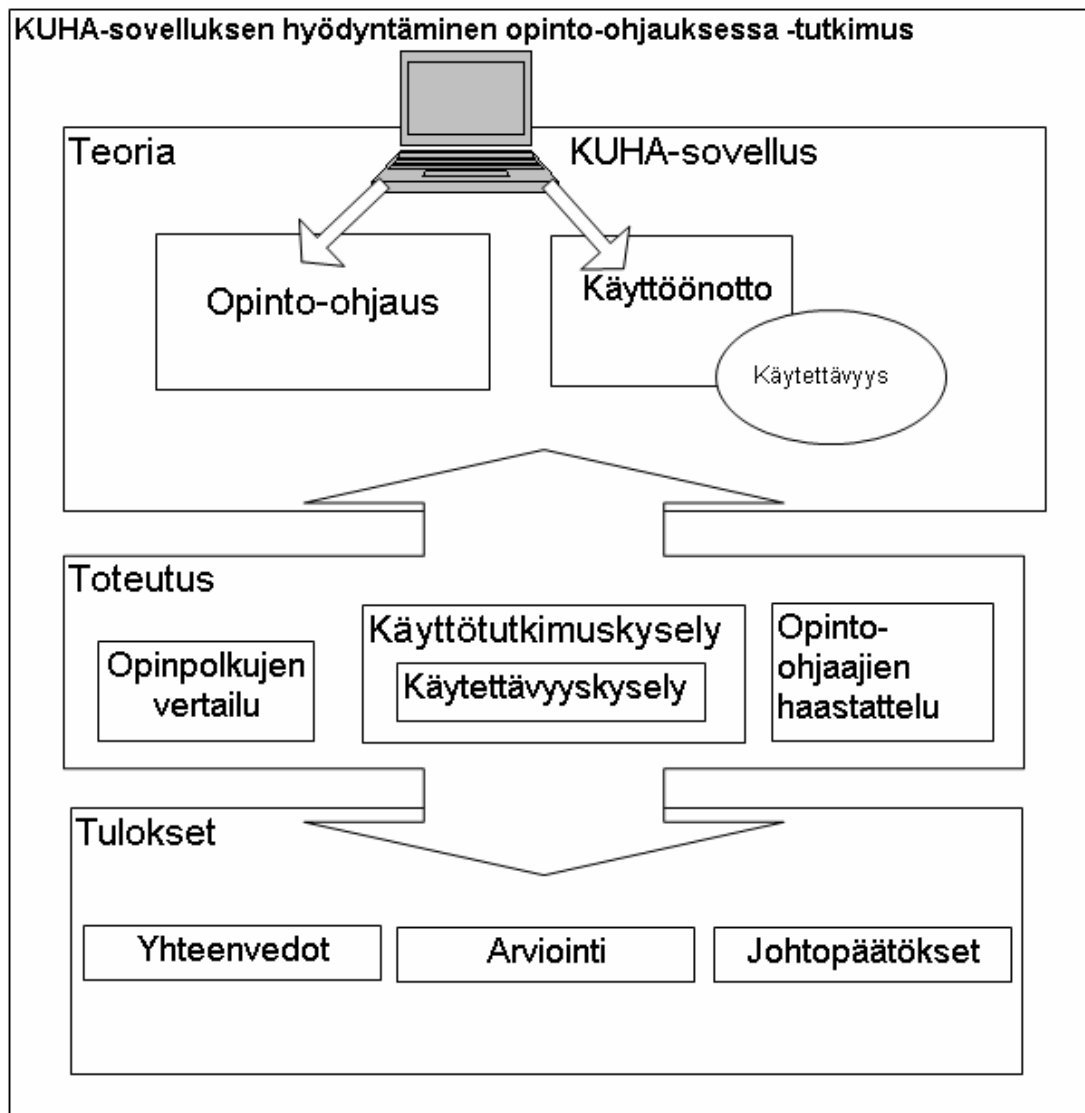 KUHA-sovelluksen hyödyntäminen opinto-ohjauksessa -tutkimus
Teoria
KUHA-sovellus
Opinto-ohjaus
Käyttöönotto
Käytettävyys
Toteutus
Opinpolkujen
vertailu
Käyttötutkimuskysely
Käytettävyyskysely
Opinto-
ohjaajien
haastattelu
Tulokset
Yhteenvedot
Arviointi
Johtopäätökset